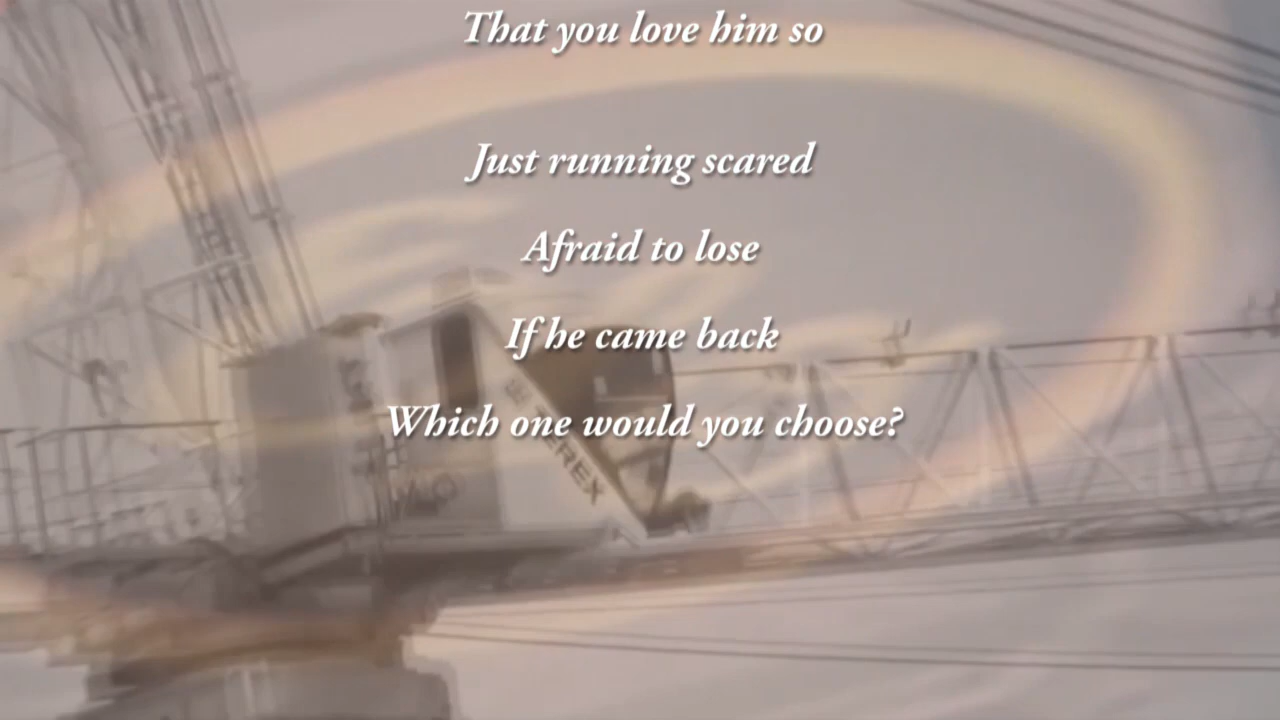 That you love him so
Just running scared
Afraid to lose
If he came back
Which one would you choose?
TEREX